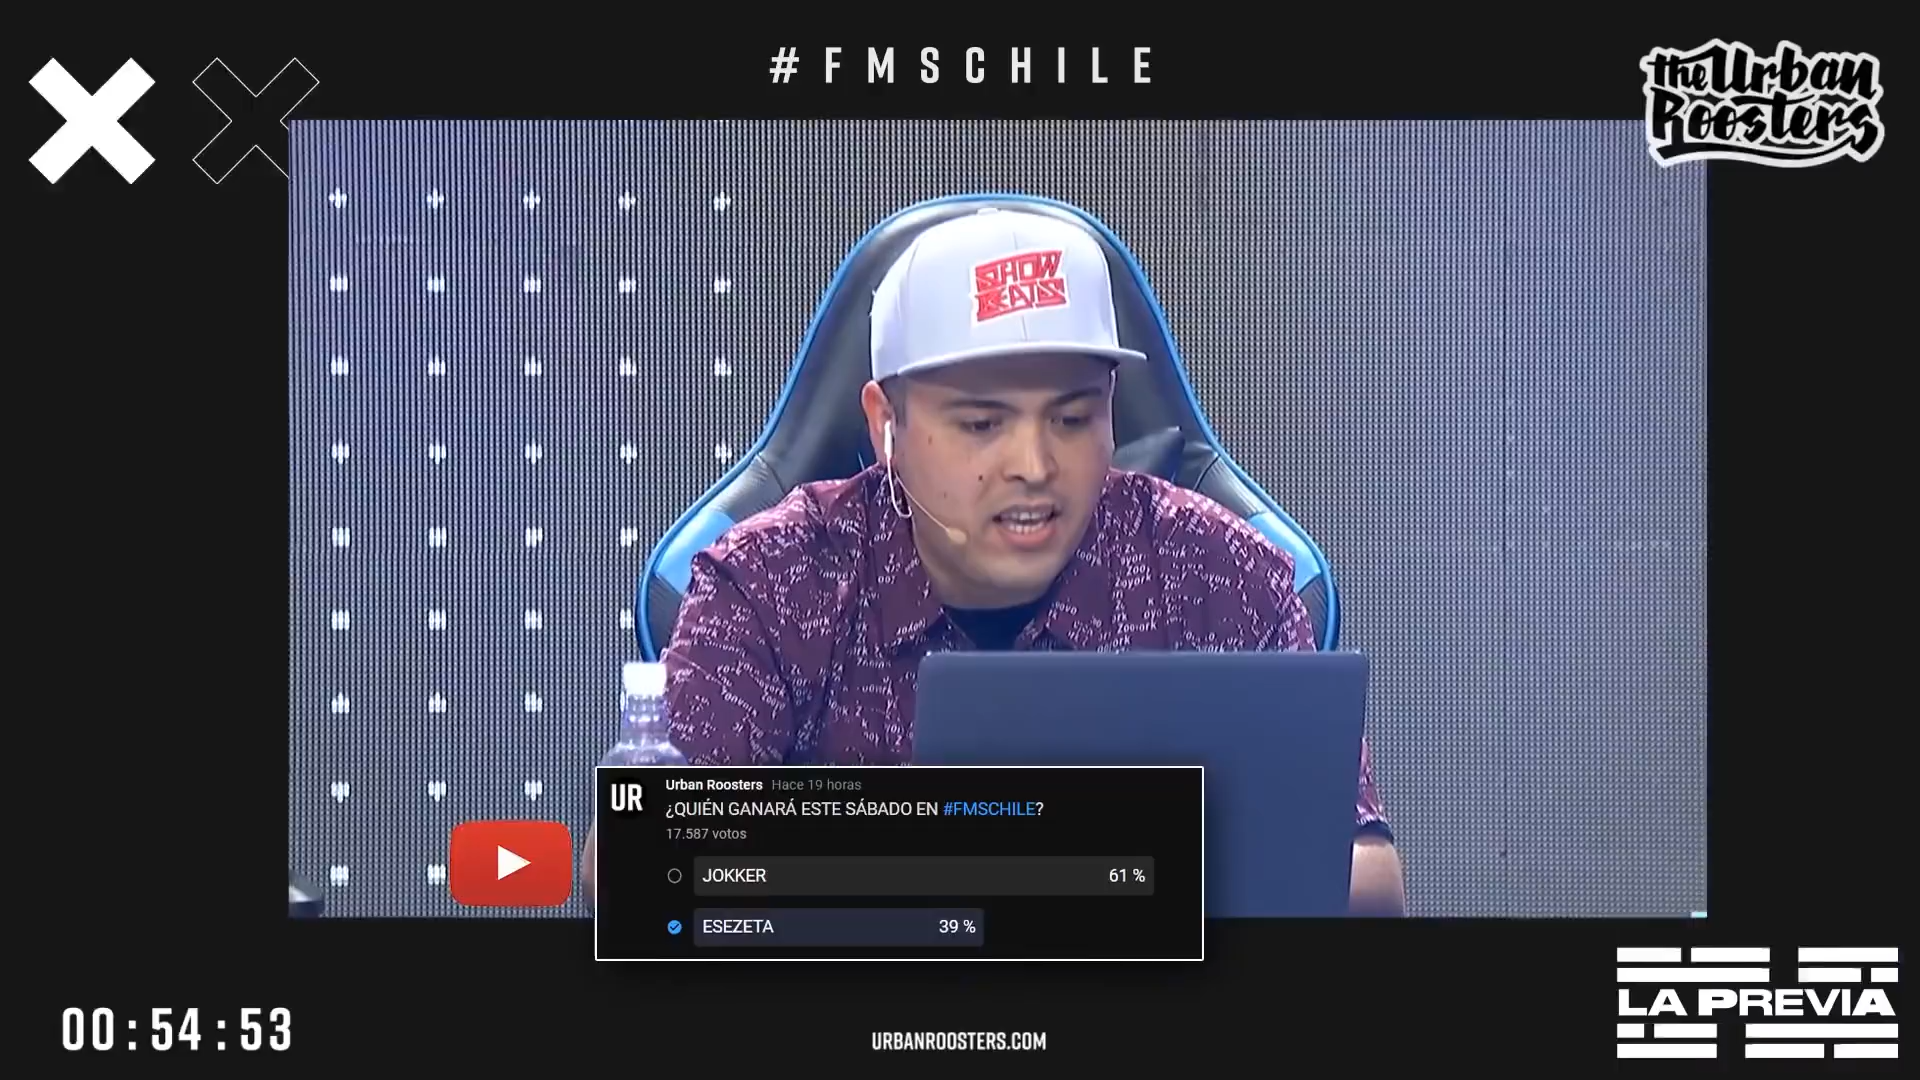 #FMSCHILE
the Urban
Roosters
SHOW
BEATS
UR
Urban Roosters Hace 19 horas
¿QUIÉN GANARÁ ESTE SÁBADO EN #FMSCHILE?
17.587 votos
JOKKER 61 %
ESEZETA 39 %
00:54:53
URBANROOSTERS.COM
LA PREVIA